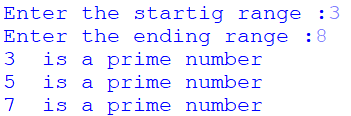 Enter the startig range :3
Enter the ending range :8
3  is a prime number
5  is a prime number
7  is a prime number